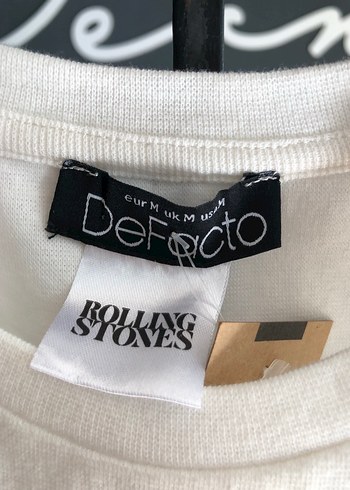 eur M uk M us M
DeFacto
ROLLING
STONES